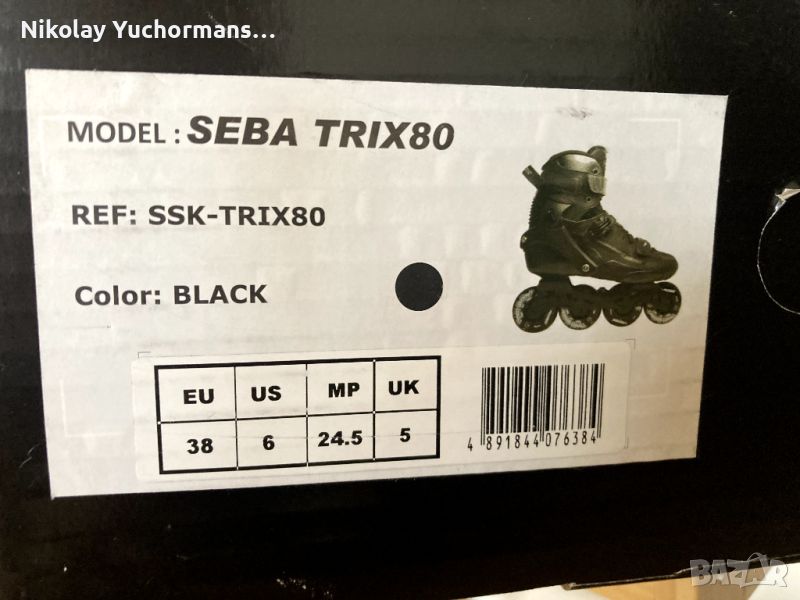 Nikolay Yuchormans...
MODEL : SEBA TRIX80
REF: SSK-TRIX80
Color: BLACK
EU US MP UK
38 6 24.5 5
4 891844 076384
BAZAR